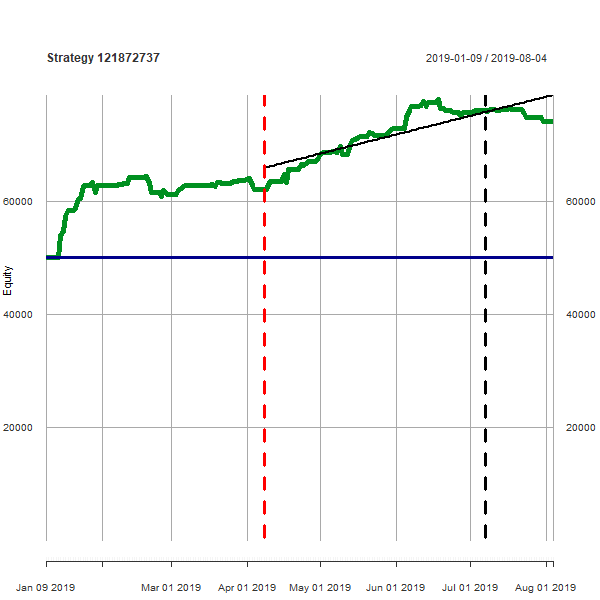 Strategy 121872737
2019-01-09 / 2019-08-04
60000
60000
Equity
40000
40000
20000
20000
Jan 09 2019
Mar 01 2019
Apr 01 2019
May 01 2019
Jun 01 2019
Jul 01 2019
Aug 01 2019